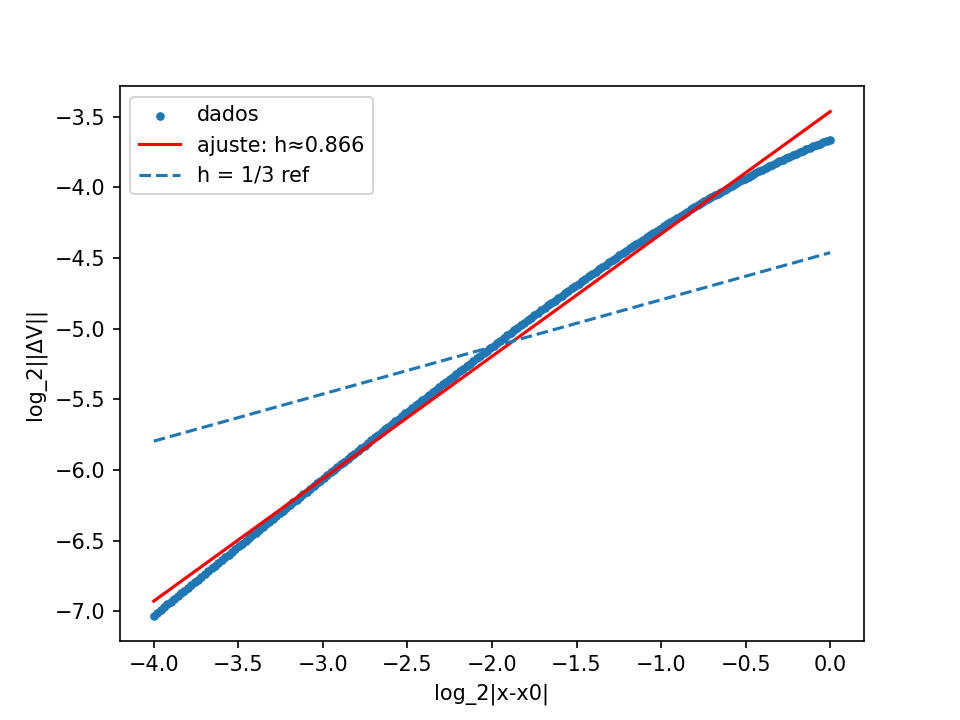 dados
ajuste: h≈0.866
h = 1/3 ref
−3.5
−4.0
−4.5
−5.0
−5.5
−6.0
−6.5
−7.0
log_2||ΔV||
−4.0 −3.5 −3.0 −2.5 −2.0 −1.5 −1.0 −0.5 0.0
log_2|x-x0|